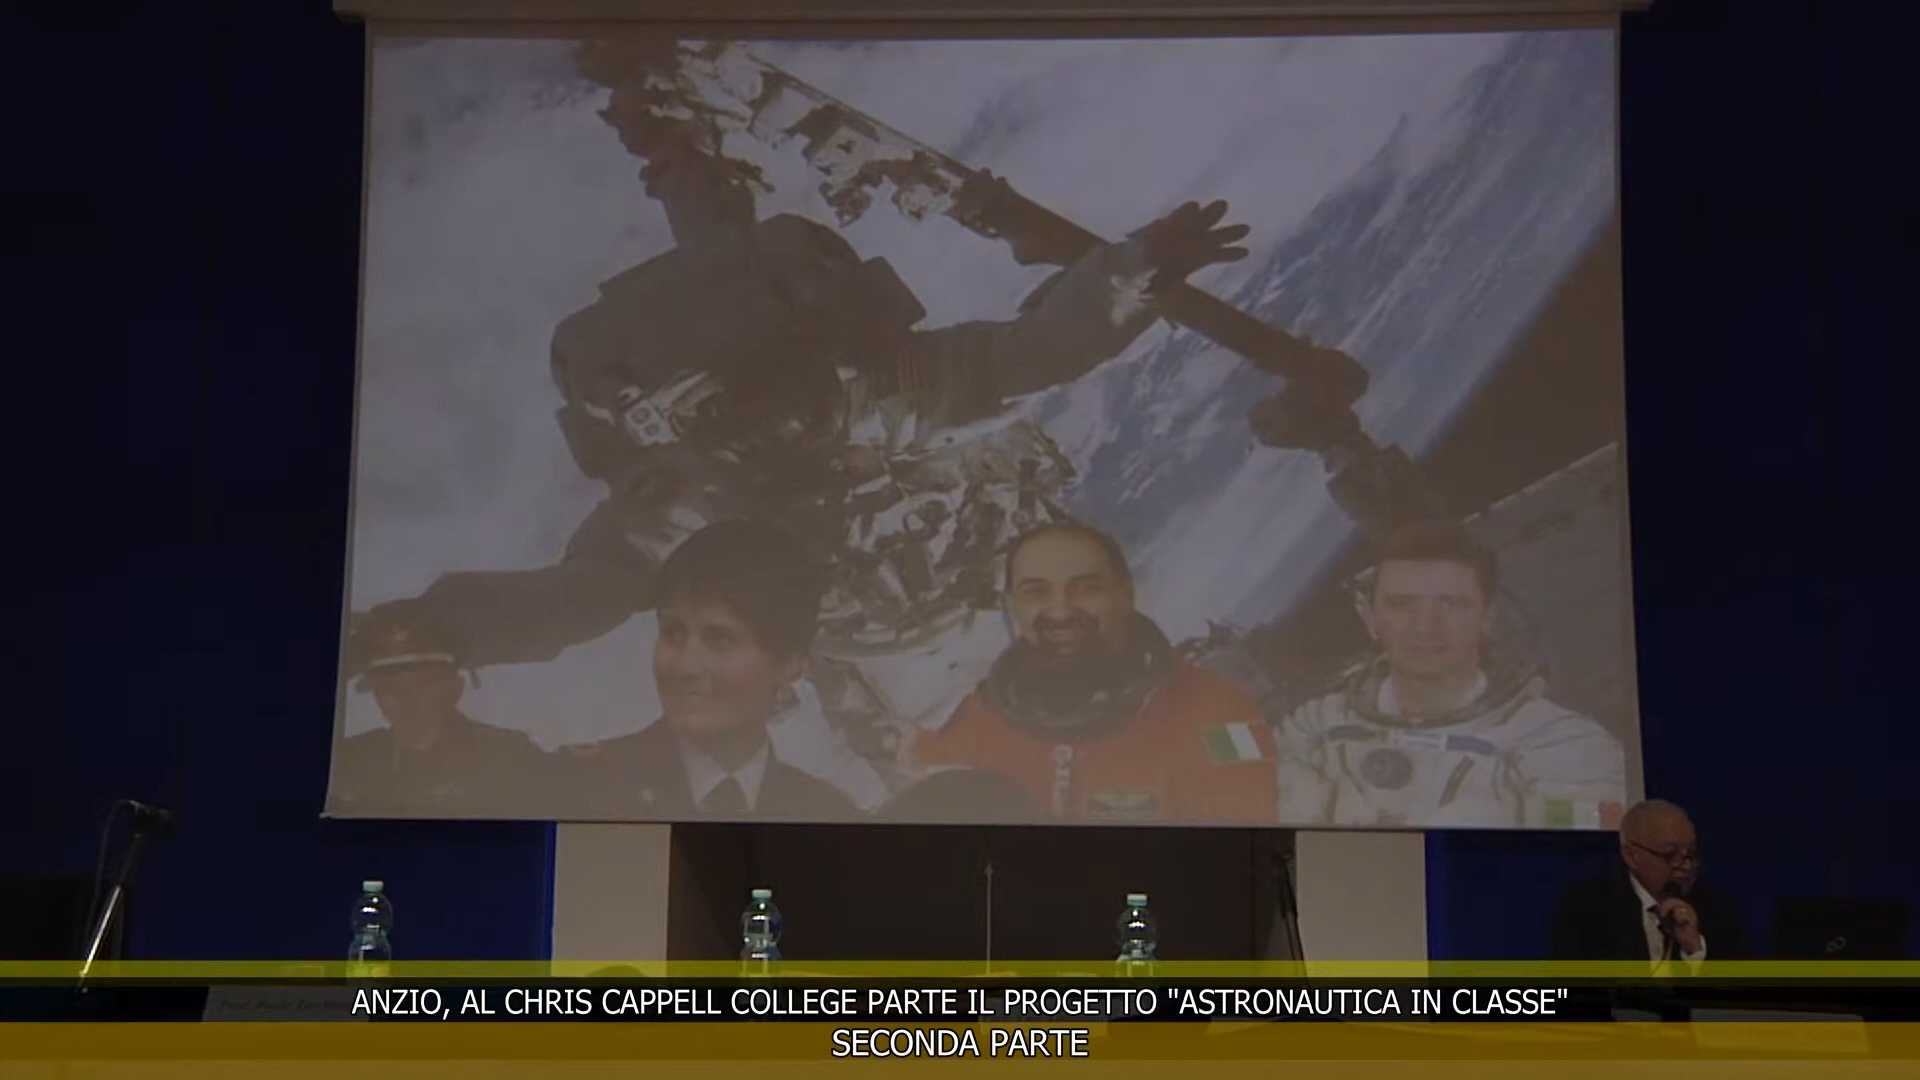 ANZIO, AL CHRIS CAPPELL COLLEGE PARTE IL PROGETTO "ASTRONAUTICA IN CLASSE"
SECONDA PARTE